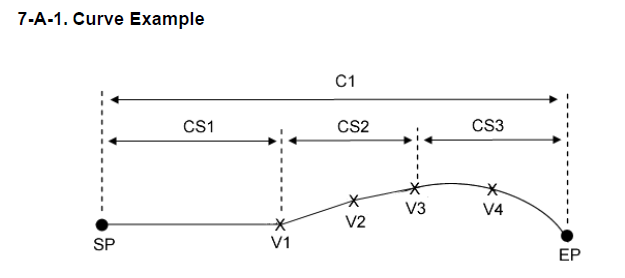 7-A-1. Curve Example
C1
CS1 CS2 CS3
V2 V3 V4
SP V1 EP